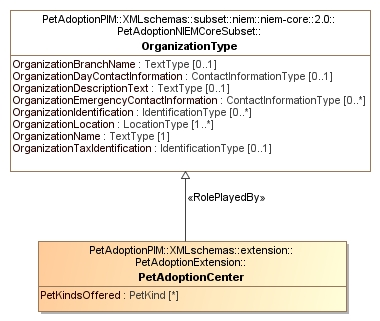 PetAdoptionPIM::XMLschemas::subset::niem::niem-core::2.0::
PetAdoptionNIEMCoreSubset::
OrganizationType
OrganizationBranchName : TextType [0..1]
OrganizationDayContactInformation : ContactInformationType [0..1]
OrganizationDescriptionText : TextType [0..1]
OrganizationEmergencyContactInformation : ContactInformationType [0..*]
OrganizationIdentification : IdentificationType [0..*]
OrganizationLocation : LocationType [1..*]
OrganizationName : TextType [1]
OrganizationTaxIdentification : IdentificationType [0..1]
«RolePlayedBy»
PetAdoptionPIM::XMLschemas::extension::
PetAdoptionExtension::
PetAdoptionCenter
PetKindsOffered : PetKind [*]